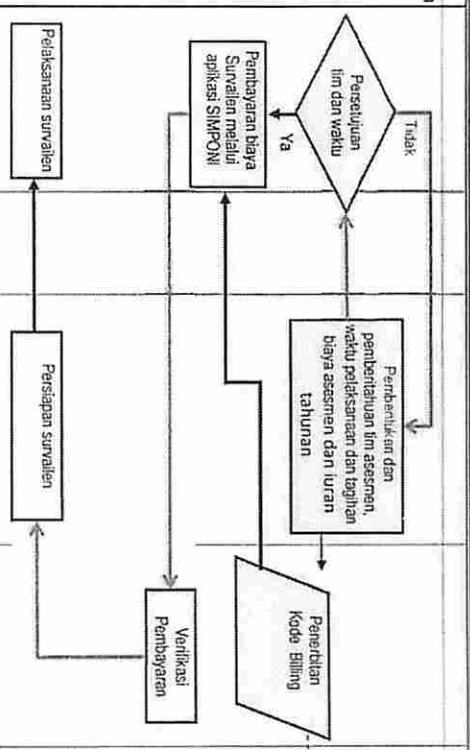 Tidak
Persetujuan
tim dan waktu
Pembentukan dan
pemberitahuan tim asesmen,
waktu pelaksanaan dan tagihan
biaya asesmen dan iuran
tahunan
Penerbitan
Kode Billing
Ya
Pembayaran biaya
Survailen melalui
aplikasi SIMPONI
Verifikasi
Pembayaran
Persiapan survailen
Pelaksanaan survailen